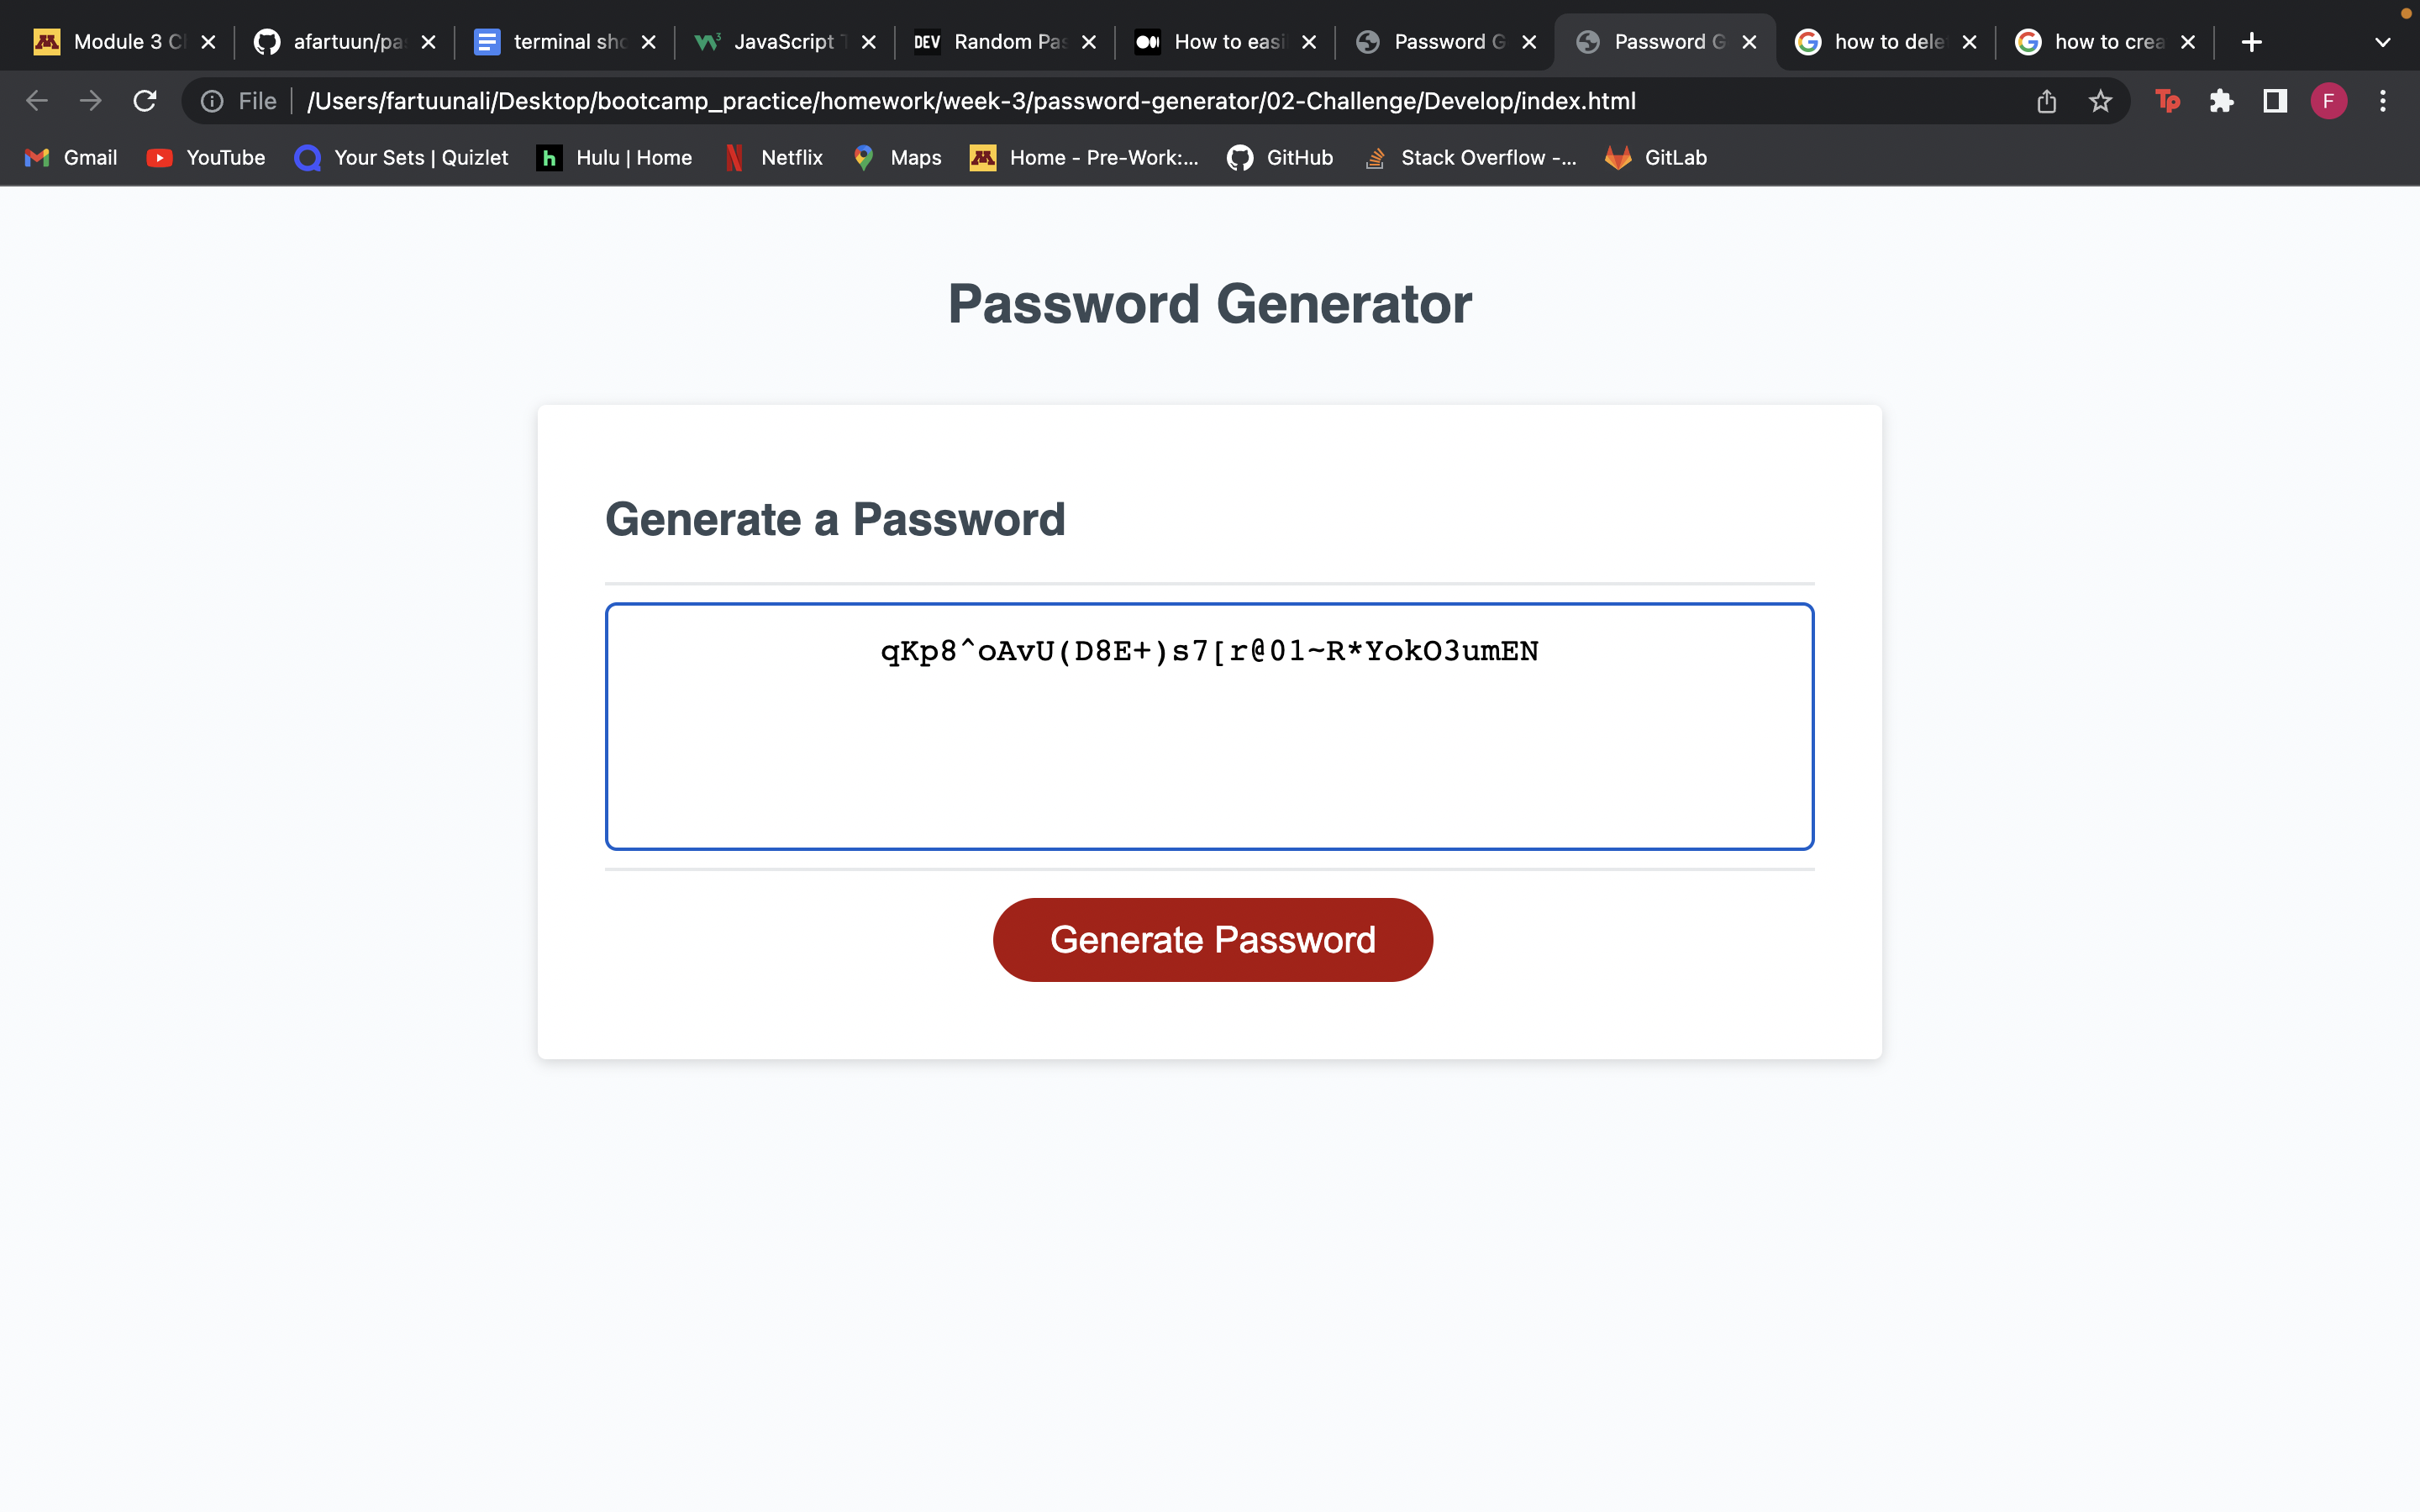 Module 3 C
afartuun/pa
terminal sho
JavaScript T
DEV Random Pas
How to easi
Password G
Password G
how to dele
how to crea
File /Users/fartuunali/Desktop/bootcamp_practice/homework/week-3/password-generator/02-Challenge/Develop/index.html Tp F
Gmail YouTube Your Sets | Quizlet h Hulu | Home N Netflix Maps Home - Pre-Work:... GitHub Stack Overflow -... GitLab
Password Generator
Generate a Password
qKp8^oAvU(D8E+)s7[r@01~R*YokO3umEN
Generate Password